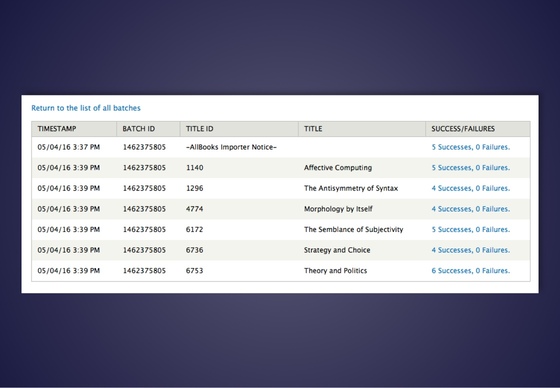 Return to the list of all batches
TIMESTAMP BATCH ID TITLE ID TITLE SUCCESS/FAILURES
05/04/16 3:37 PM 1462375805 ~AllBooks Importer Notice~ 5 Successes, 0 Failures.
05/04/16 3:39 PM 1462375805 1140 Affective Computing 5 Successes, 0 Failures.
05/04/16 3:39 PM 1462375805 1296 The Antisymmetry of Syntax 4 Successes, 0 Failures.
05/04/16 3:39 PM 1462375805 4774 Morphology by Itself 4 Successes, 0 Failures.
05/04/16 3:39 PM 1462375805 6172 The Semblance of Subjectivity 5 Successes, 0 Failures.
05/04/16 3:39 PM 1462375805 6736 Strategy and Choice 4 Successes, 0 Failures.
05/04/16 3:39 PM 1462375805 6753 Theory and Politics 6 Successes, 0 Failures.